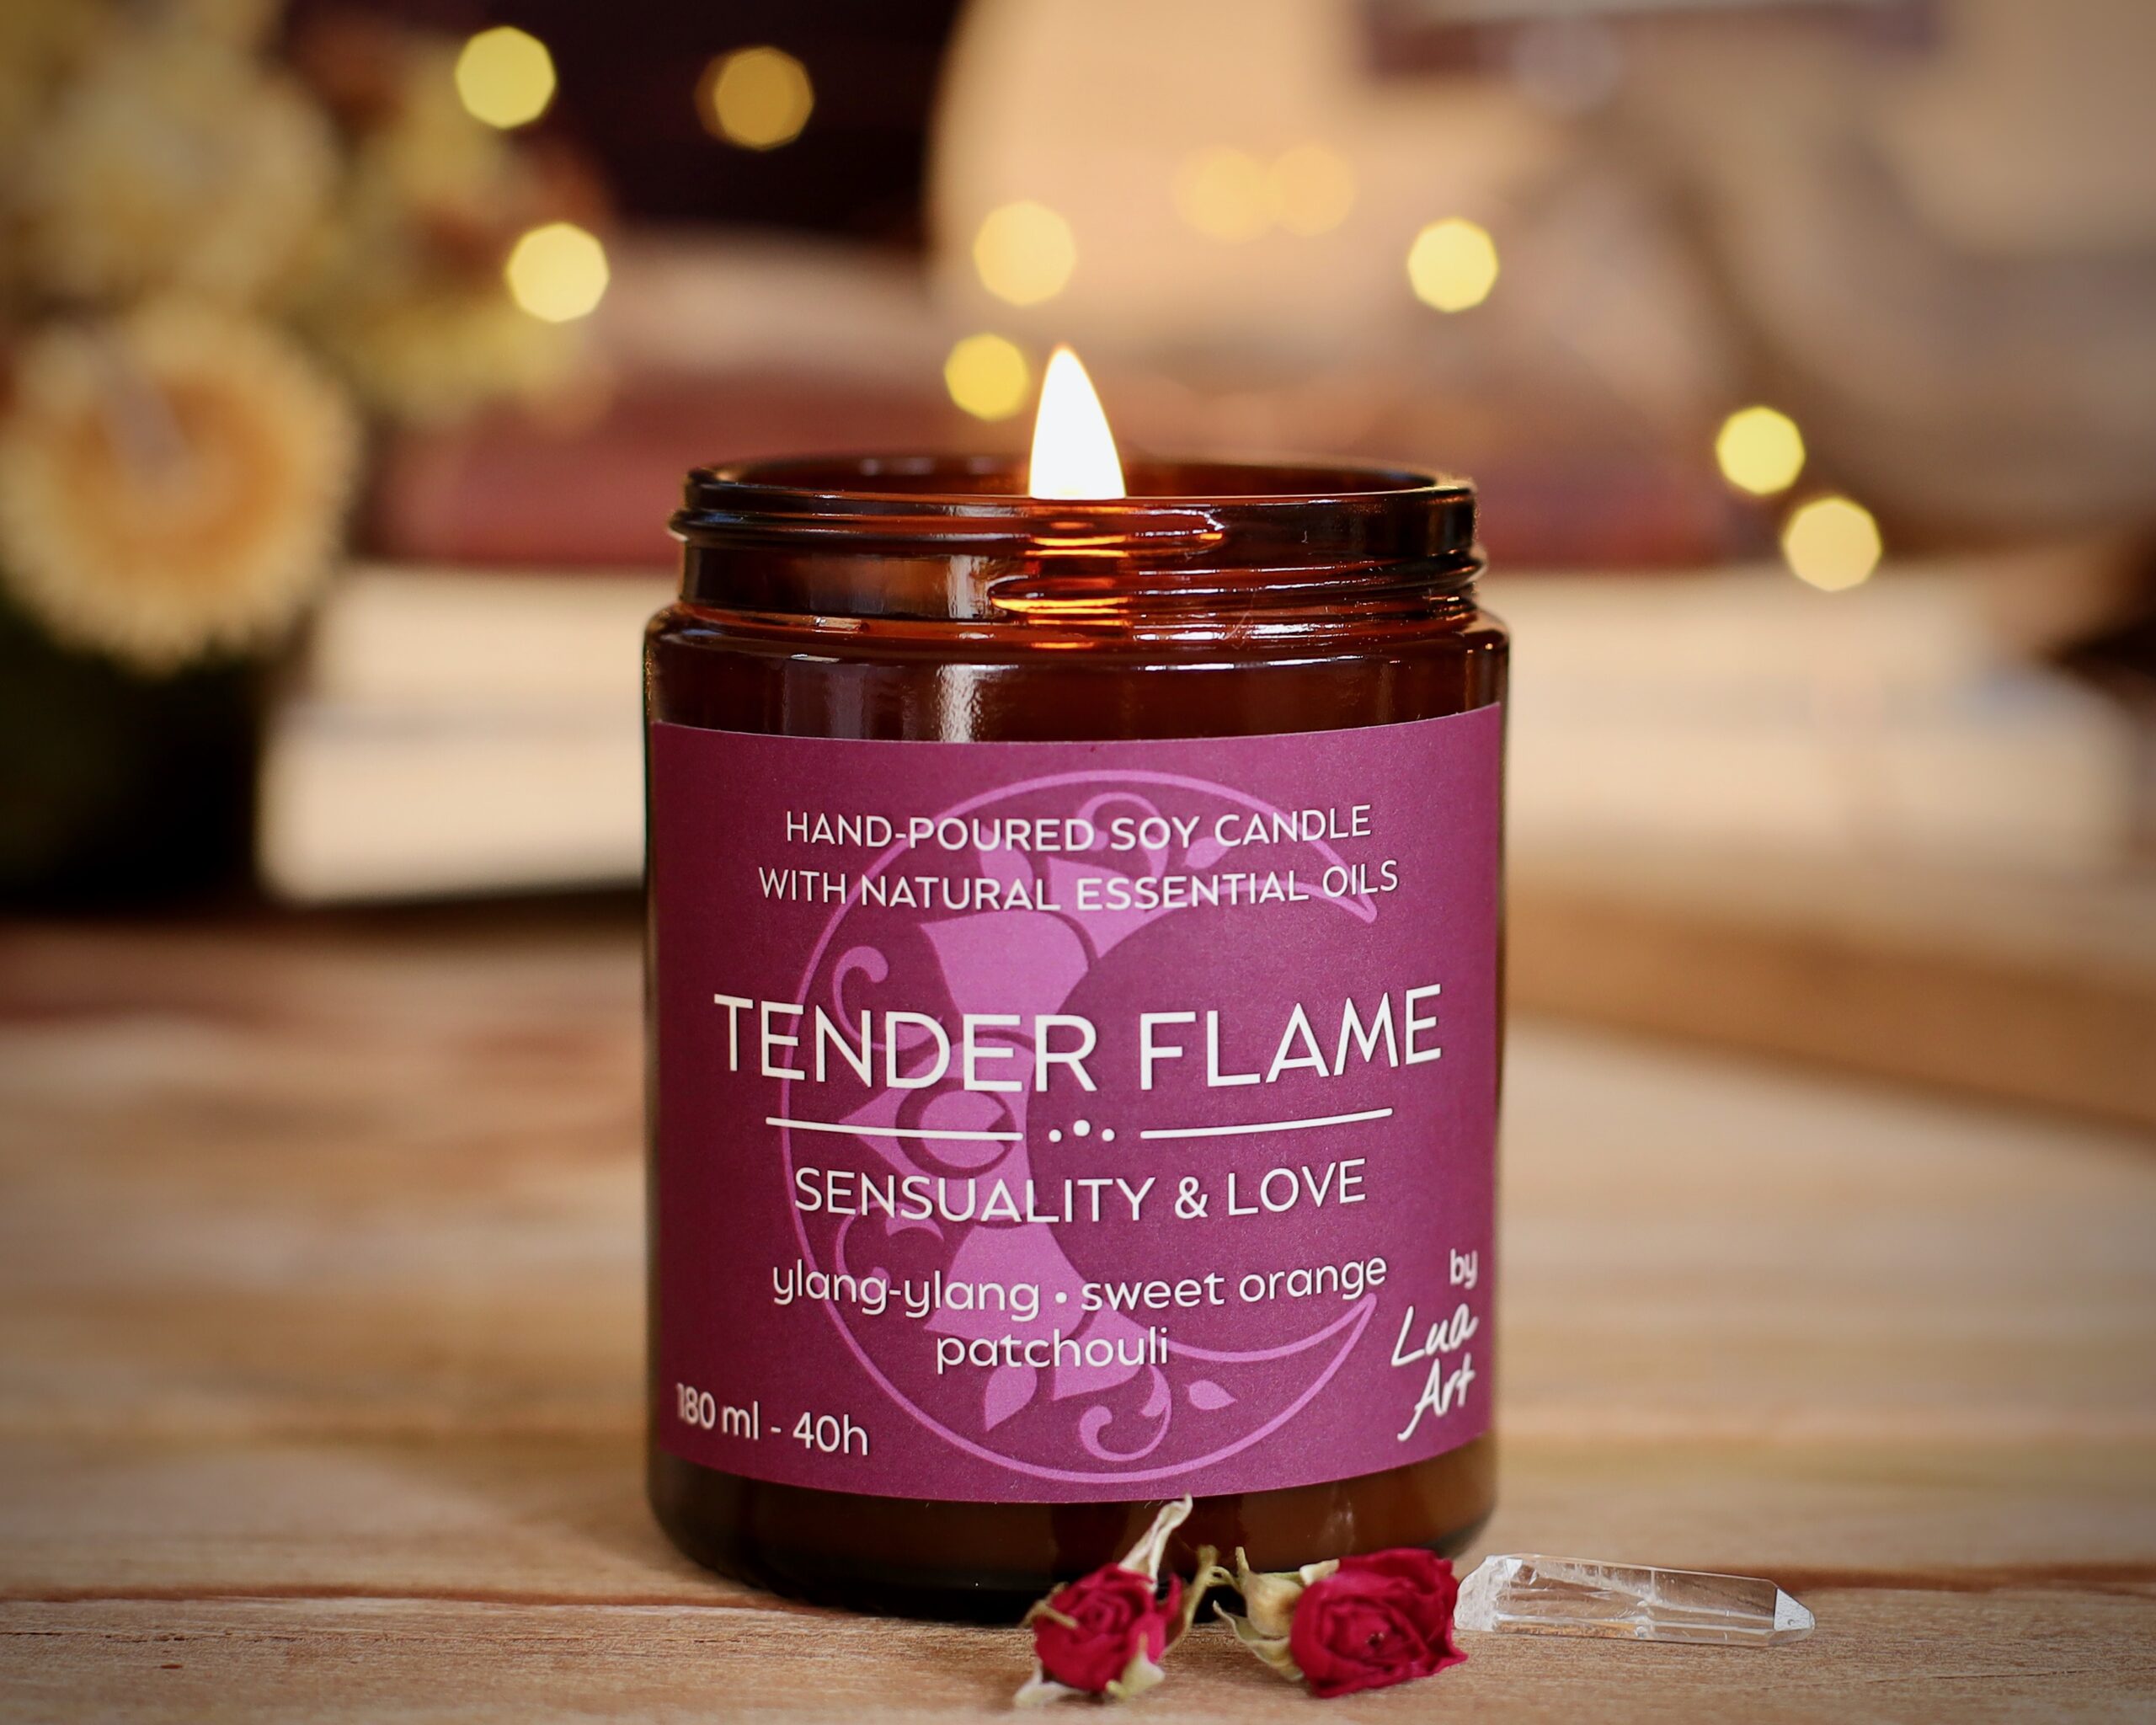 HAND-POURED SOY CANDLE
WITH NATURAL ESSENTIAL OILS
TENDER FLAME
SENSUALITY & LOVE
ylang-ylang • sweet orange
patchouli
180 ml - 40h
by
Lua
Art